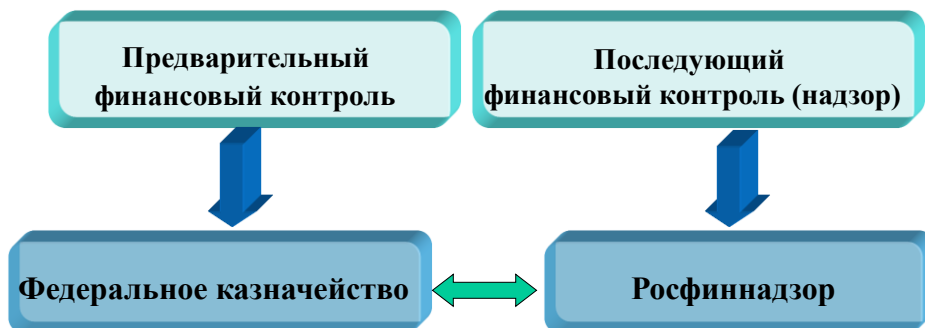 Предварительный
финансовый контроль
Последующий
финансовый контроль (надзор)
Федеральное казначейство
Росфиннадзор